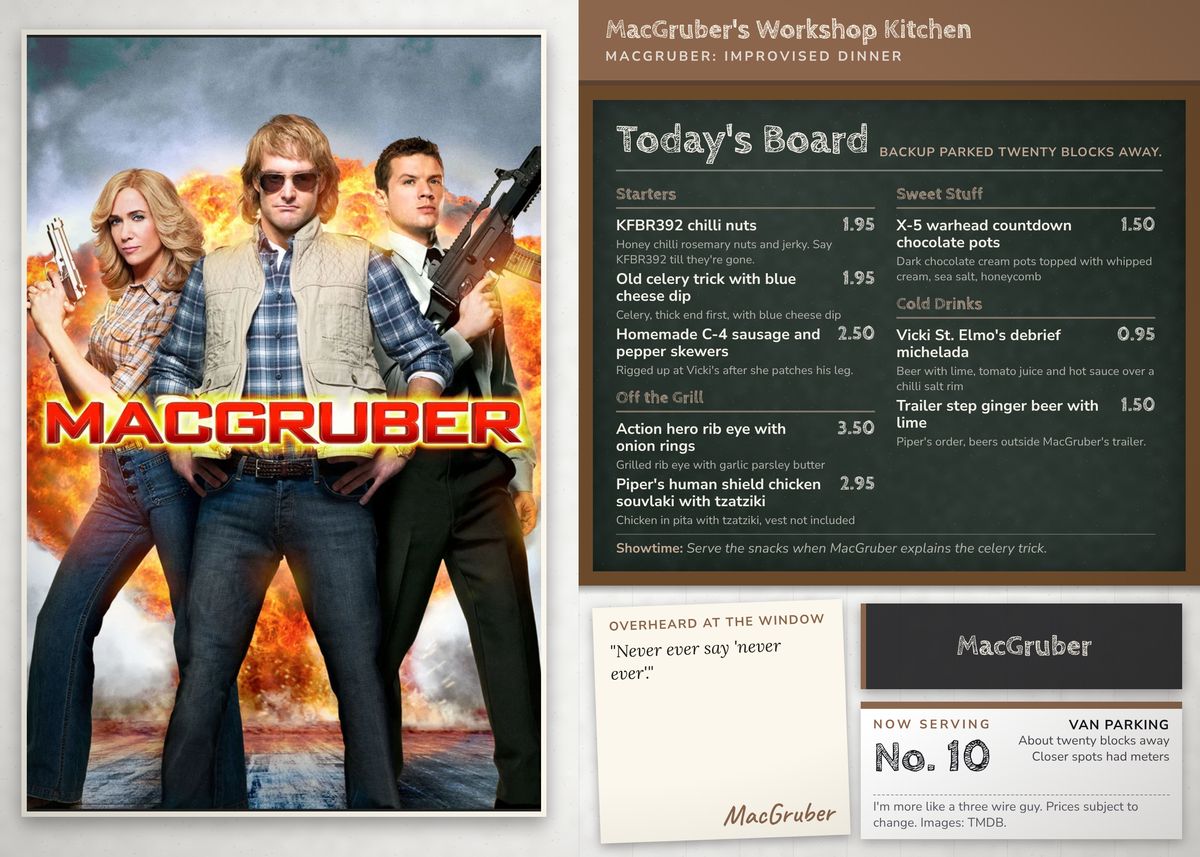 MACGRUBER
MacGruber's Workshop Kitchen
MACGRUBER: IMPROVISED DINNER
Today's Board
BACKUP PARKED TWENTY BLOCKS AWAY.
Starters
KFBR392 chilli nuts 1.95
Honey chilli rosemary nuts and jerky. Say
KFBR392 till they're gone.
Old celery trick with blue 1.95
cheese dip
Celery, thick end first, with blue cheese dip
Homemade C-4 sausage and 2.50
pepper skewers
Rigged up at Vicki's after she patches his leg.
Off the Grill
Action hero rib eye with 3.50
onion rings
Grilled rib eye with garlic parsley butter
Piper's human shield chicken 2.95
souvlaki with tzatziki
Chicken in pita with tzatziki, vest not included
Sweet Stuff
X-5 warhead countdown 1.50
chocolate pots
Dark chocolate cream pots topped with whipped
cream, sea salt, honeycomb
Cold Drinks
Vicki St. Elmo's debrief 0.95
michelada
Beer with lime, tomato juice and hot sauce over a
chilli salt rim
Trailer step ginger beer with 1.50
lime
Piper's order, beers outside MacGruber's trailer.
Showtime: Serve the snacks when MacGruber explains the celery trick.
OVERHEARD AT THE WINDOW
"Never ever say 'never
ever'."
MacGruber
MacGruber
NOW SERVING
No. 10
VAN PARKING
About twenty blocks away
Closer spots had meters
I'm more like a three wire guy. Prices subject to
change. Images: TMDB.